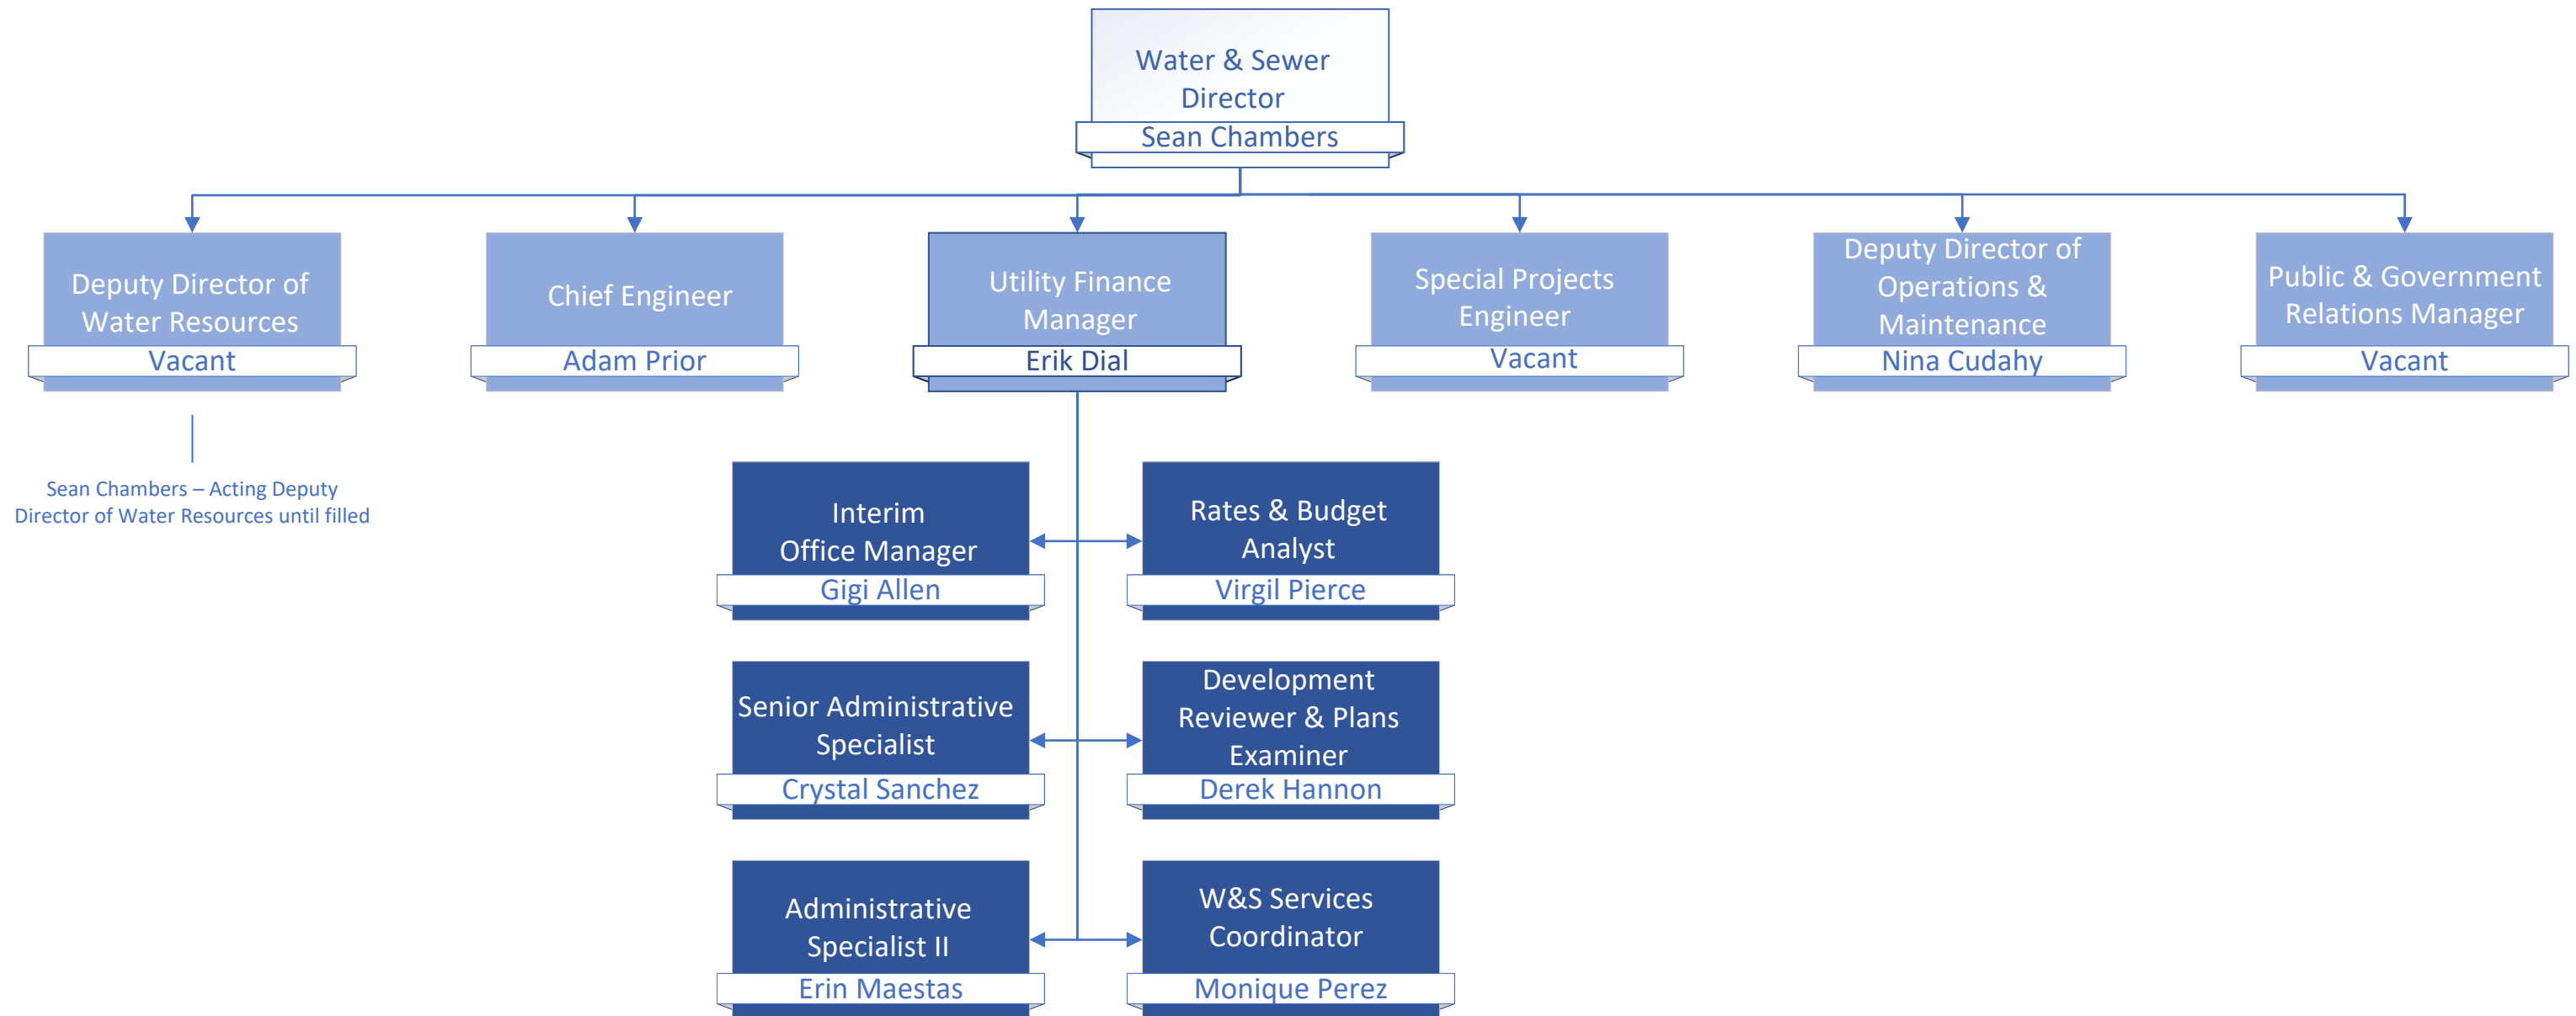 Water & Sewer
Director
Sean Chambers
Deputy Director of
Water Resources
Vacant
Chief Engineer
Adam Prior
Utility Finance
Manager
Erik Dial
Special Projects
Engineer
Vacant
Deputy Director of
Operations &
Maintenance
Nina Cudahy
Public & Government
Relations Manager
Vacant
Sean Chambers – Acting Deputy
Director of Water Resources until filled
Interim
Office Manager
Gigi Allen
Rates & Budget
Analyst
Virgil Pierce
Senior Administrative
Specialist
Crystal Sanchez
Development
Reviewer & Plans
Examiner
Derek Hannon
Administrative
Specialist II
Erin Maestas
W&S Services
Coordinator
Monique Perez